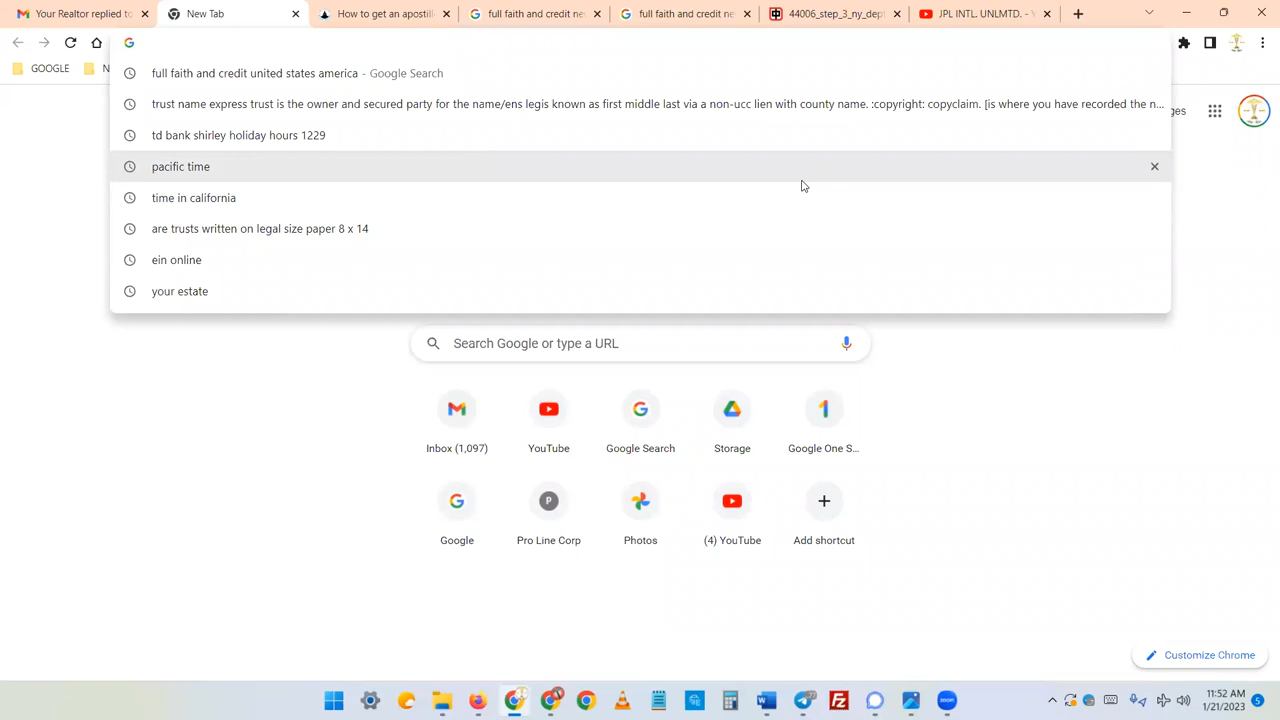 Your Realtor replied to
New Tab
How to get an apostill
full faith and credit ne
full faith and credit ne
44006_step_3_ny_dept
JPL INTL. UNLMTD. -
GOOGLE
N
full faith and credit united states america - Google Search
trust name express trust is the owner and secured party for the name/ens legis known as first middle last via a non-ucc lien with county name. :copyright: copyclaim. [is where you have recorded the n...
td bank shirley holiday hours 1229
ges
pacific time
time in california
are trusts written on legal size paper 8 x 14
ein online
your estate
Search Google or type a URL
Inbox (1,097)
YouTube
Google Search
Storage
Google One S...
P
Google
Pro Line Corp
Photos
(4) YouTube
Add shortcut
Customize Chrome
zoom
11:52 AM
1/21/2023
5